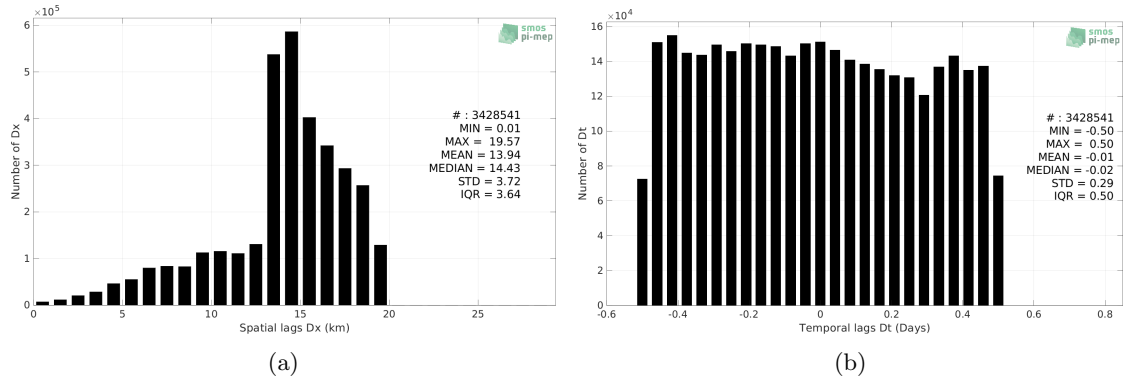 ×10⁵
6
5
4
3
2
1
0
Number of Dx
0 5 10 15 20 25
Spatial lags Dx (km)
smos
pi-mep
# : 3428541
MIN = 0.01
MAX = 19.57
MEAN = 13.94
MEDIAN = 14.43
STD = 3.72
IQR = 3.64
(a)
×10⁴
16
14
12
10
8
6
4
2
0
Number of Dt
-0.6 -0.4 -0.2 0 0.2 0.4 0.6 0.8
Temporal lags Dt (Days)
smos
pi-mep
# : 3428541
MIN = -0.50
MAX = 0.50
MEAN = -0.01
MEDIAN = -0.02
STD = 0.29
IQR = 0.50
(b)